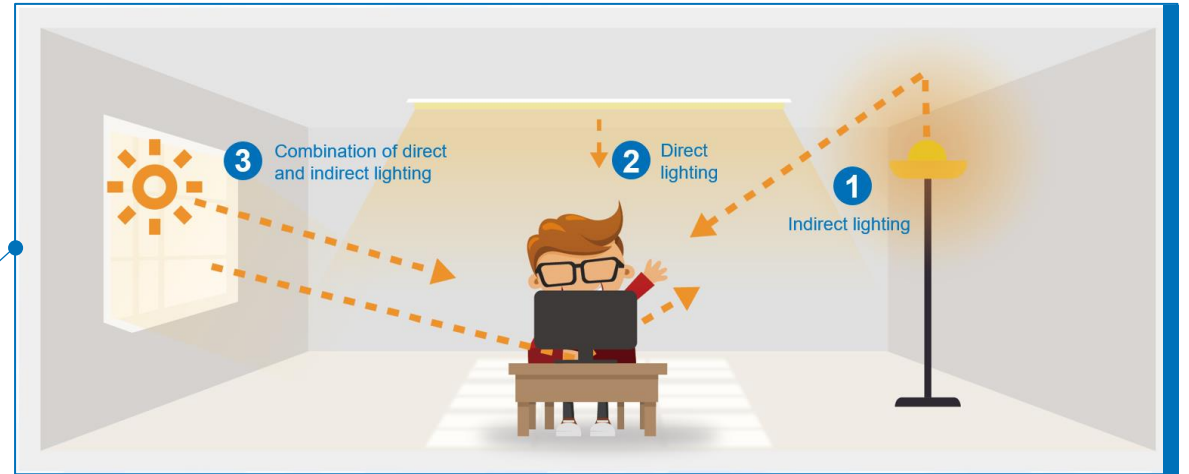 3
Combination of direct
and indirect lighting
2
Direct
lighting
1
Indirect lighting